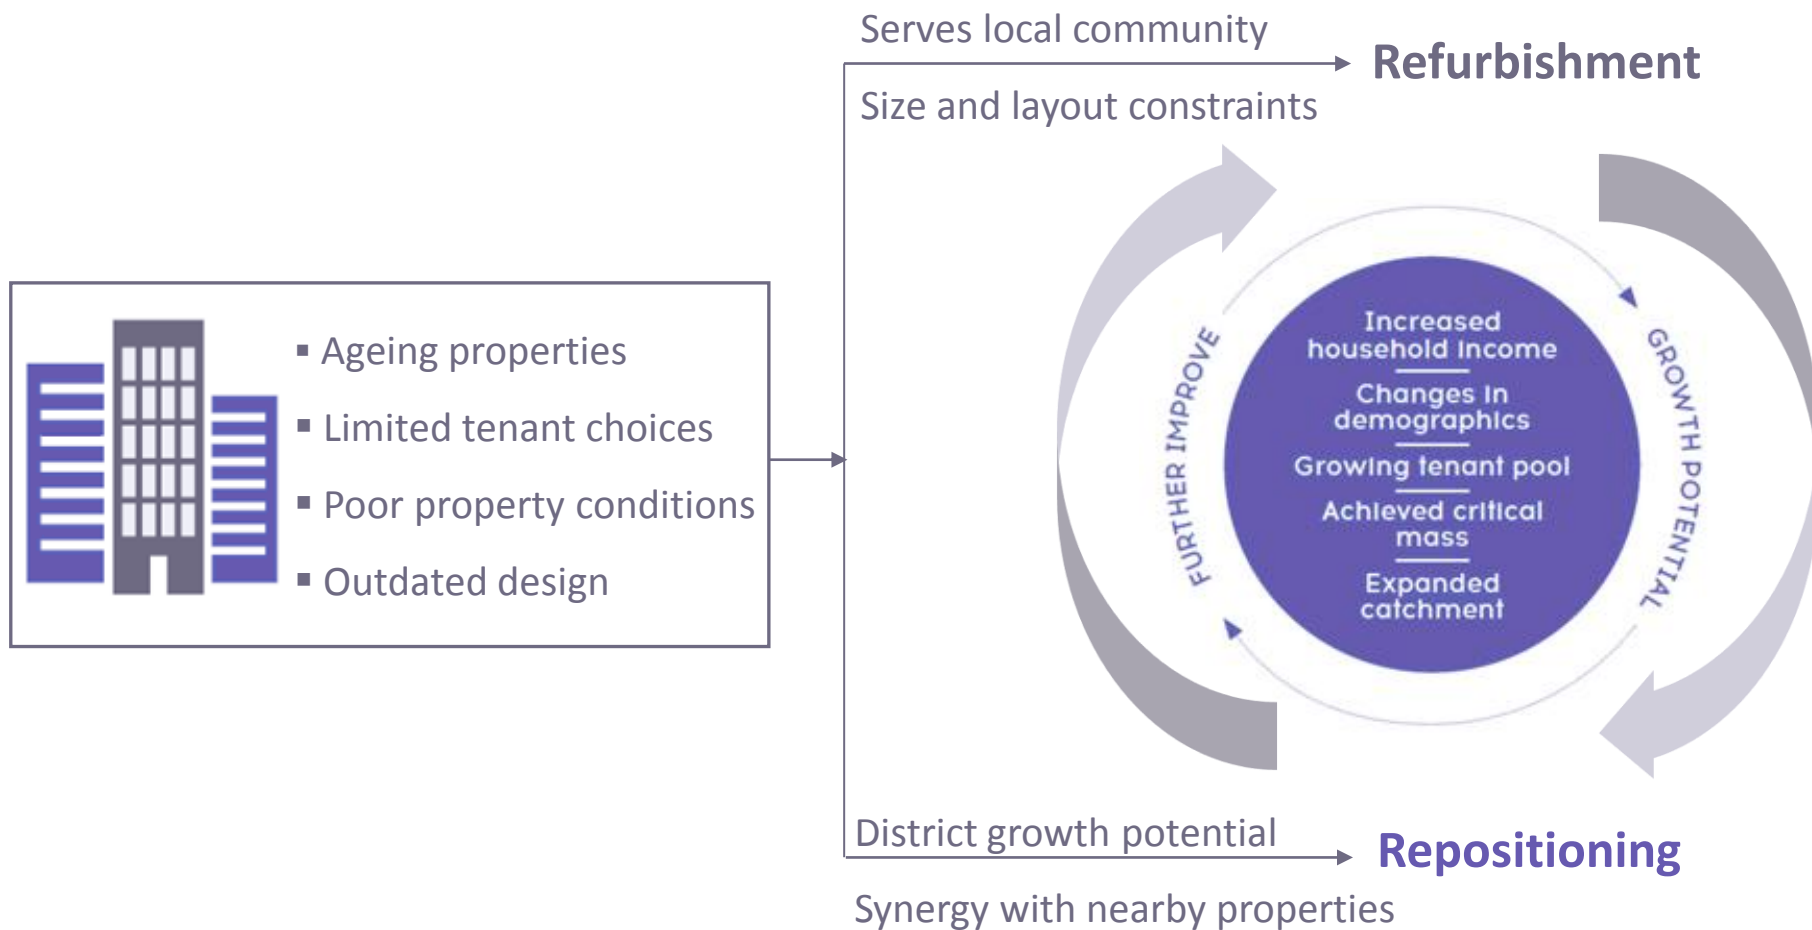 Serves local community
Refurbishment
Size and layout constraints
▪ Ageing properties
▪ Limited tenant choices
▪ Poor property conditions
▪ Outdated design
FURTHER IMPROVE
GROWTH POTENTIAL
Increased
household Income
Changes in
demographics
Growing tenant pool
Achieved critical
mass
Expanded
catchment
District growth potential
Repositioning
Synergy with nearby properties